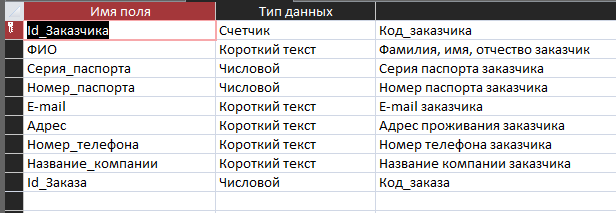 Имя поля Тип данных
Id_Заказчика Счетчик Код_заказчика
ФИО Короткий текст Фамилия, имя, отчество заказчик
Серия_паспорта Числовой Серия паспорта заказчика
Номер_паспорта Числовой Номер паспорта заказчика
E-mail Короткий текст E-mail заказчика
Адрес Короткий текст Адрес проживания заказчика
Номер_телефона Короткий текст Номер телефона заказчика
Название_компании Короткий текст Название компании заказчика
Id_Заказа Числовой Код_заказа